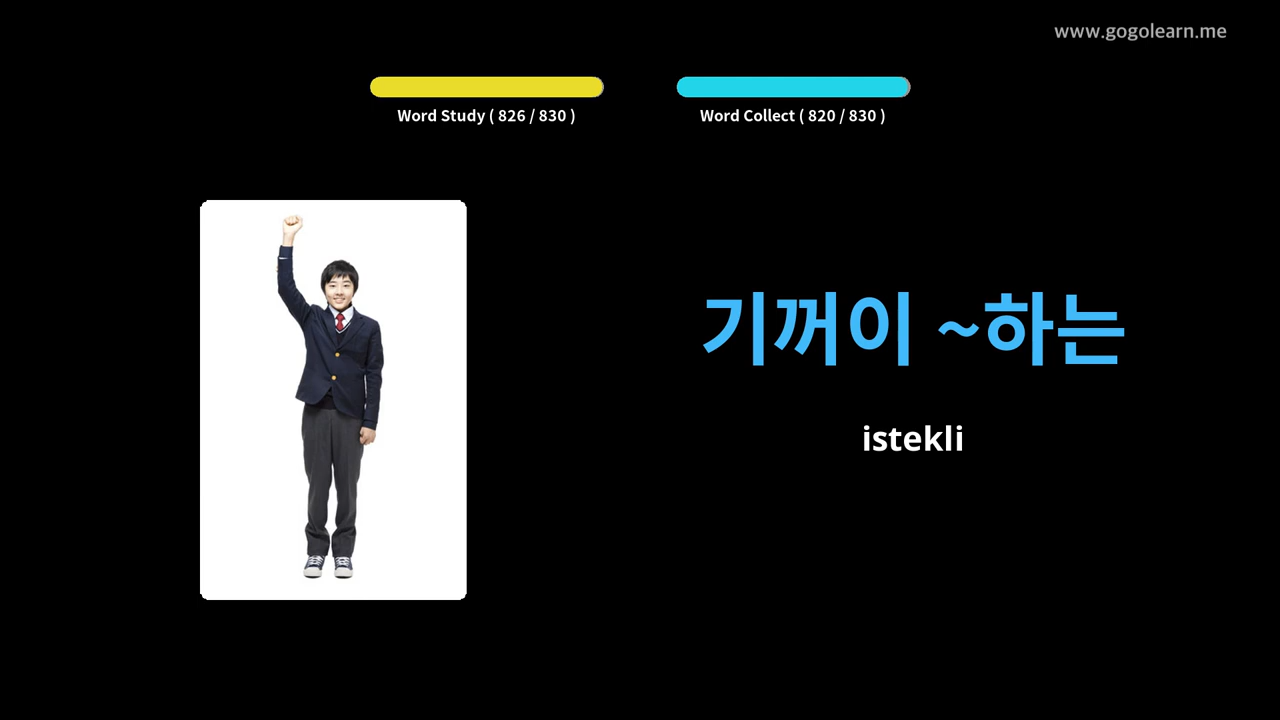 www.gogolearn.me
Word Study ( 826 / 830 )
Word Collect ( 820 / 830 )
기꺼이 ~하는
istekli